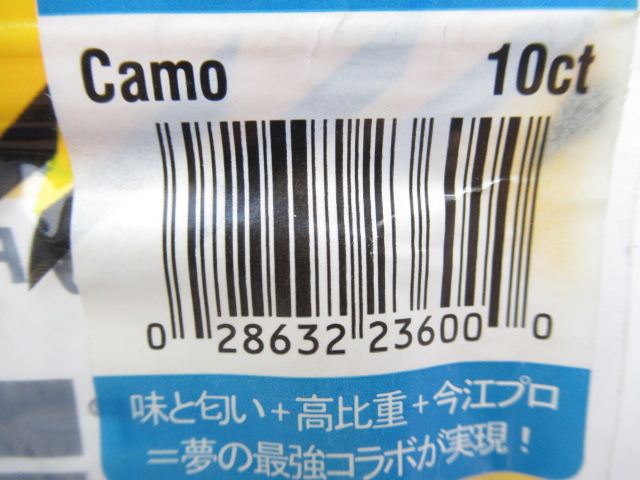 Camo 10ct
0 28632 23600 0
味と匂い+高比重+今江プロ
=夢の最強コラボが実現!